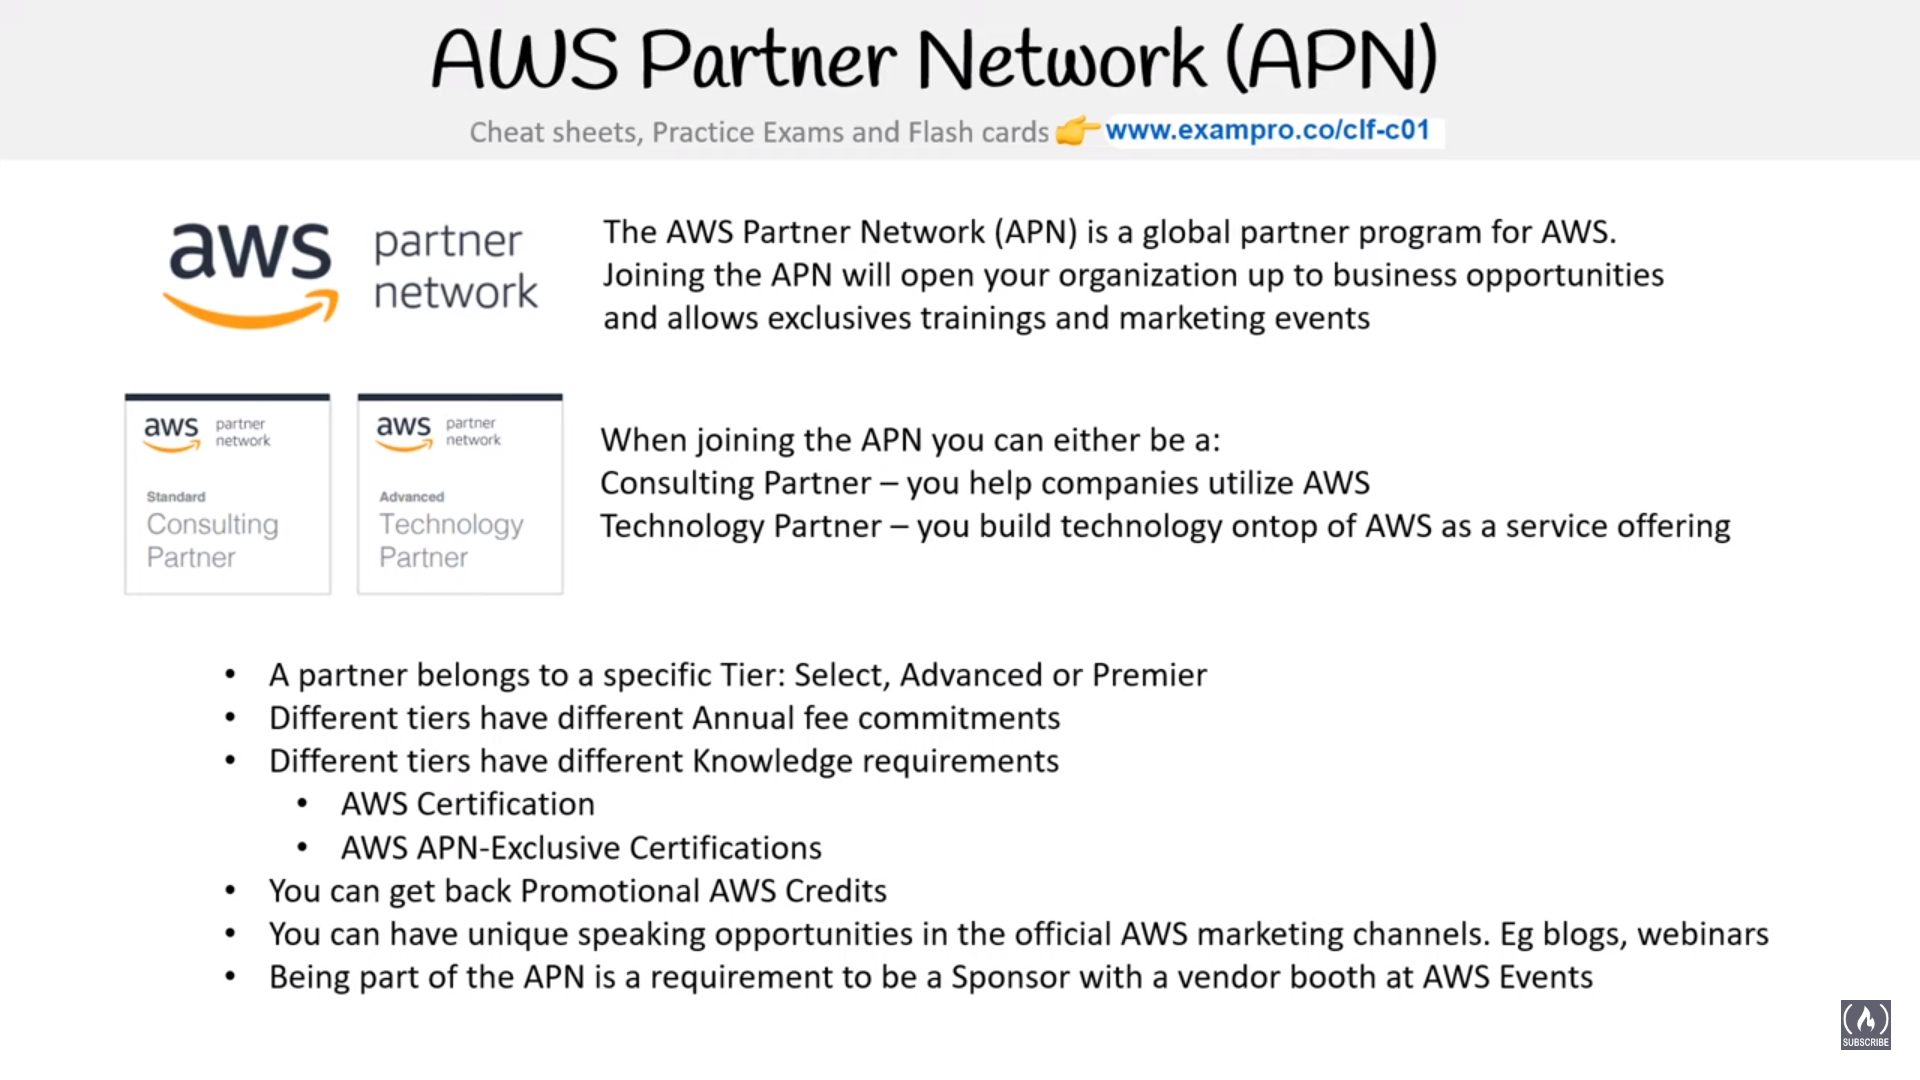 AWS Partner Network (APN)
Cheat sheets, Practice Exams and Flash cards 👉 www.exampro.co/clf-c01
aws partner network
The AWS Partner Network (APN) is a global partner program for AWS.
Joining the APN will open your organization up to business opportunities
and allows exclusives trainings and marketing events
aws partner network
Standard
Consulting
Partner
aws partner network
Advanced
Technology
Partner
When joining the APN you can either be a:
Consulting Partner – you help companies utilize AWS
Technology Partner – you build technology ontop of AWS as a service offering
• A partner belongs to a specific Tier: Select, Advanced or Premier
• Different tiers have different Annual fee commitments
• Different tiers have different Knowledge requirements
• AWS Certification
• AWS APN-Exclusive Certifications
• You can get back Promotional AWS Credits
• You can have unique speaking opportunities in the official AWS marketing channels. Eg blogs, webinars
• Being part of the APN is a requirement to be a Sponsor with a vendor booth at AWS Events
SUBSCRIBE